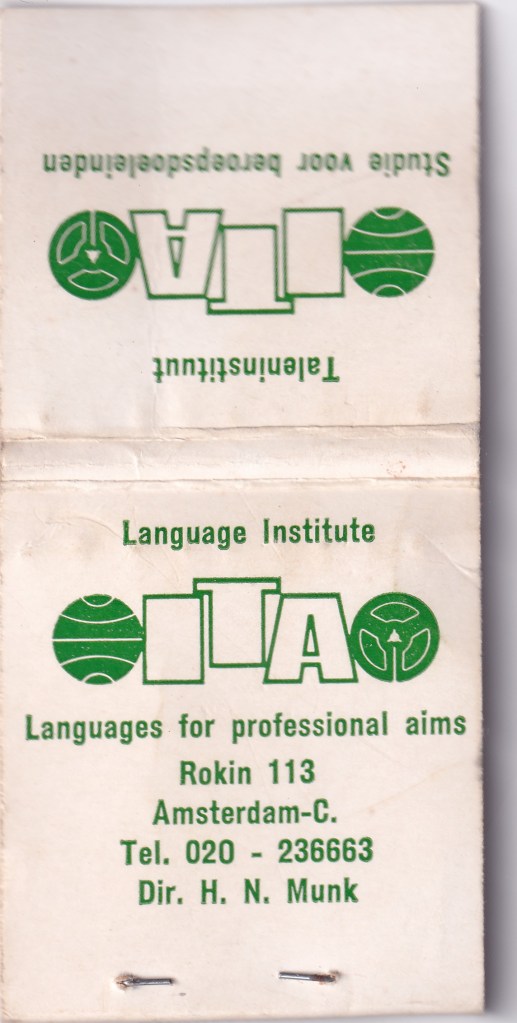 Studie voor beroepsdoeleinden
ITA
Taleninstituut
Language Institute
ITA
Languages for professional aims
Rokin 113
Amsterdam-C.
Tel. 020 - 236663
Dir. H. N. Munk